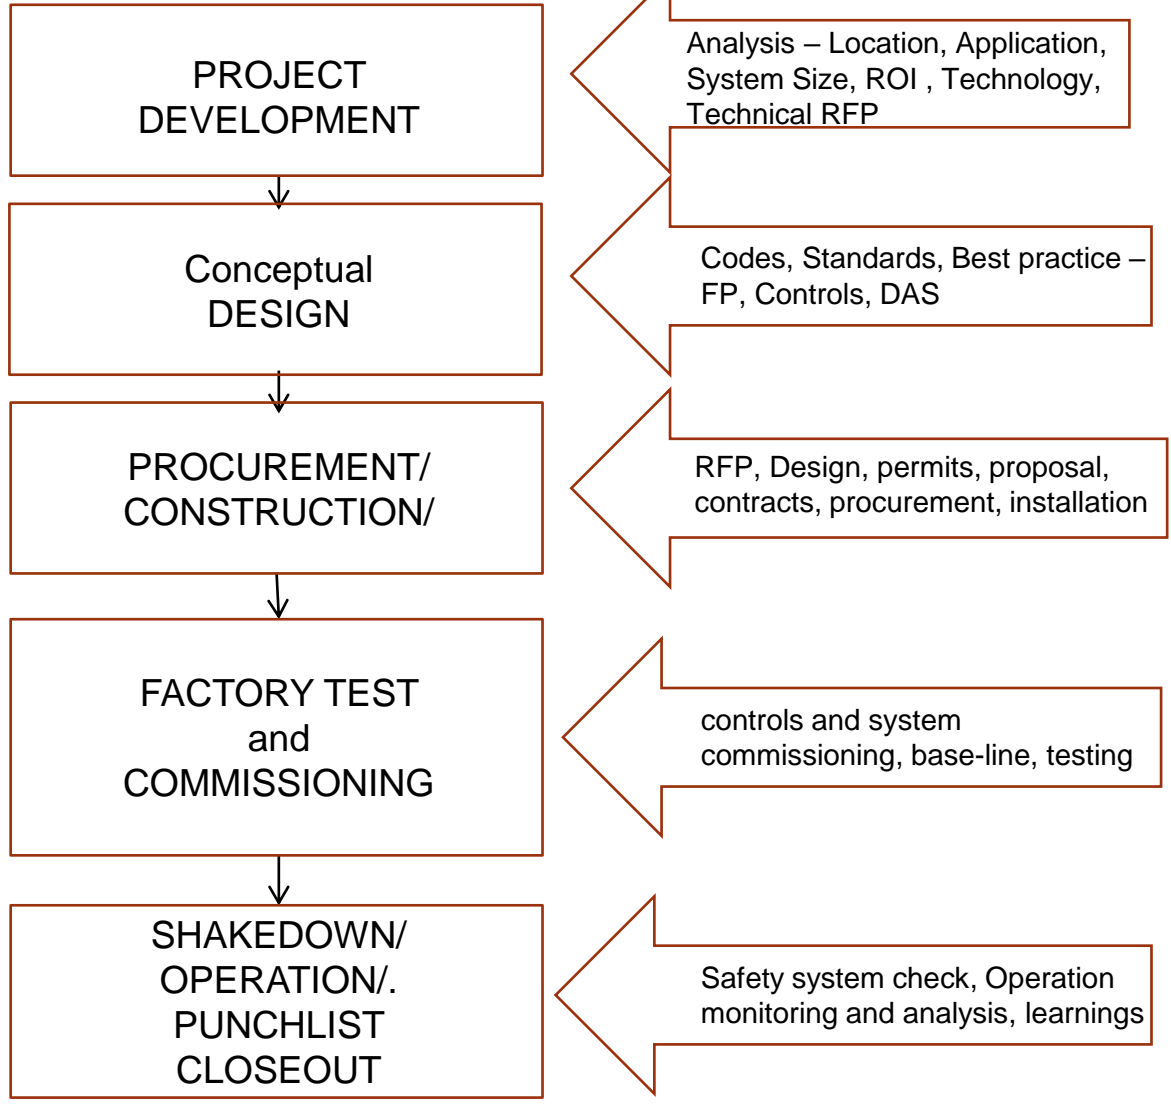 PROJECT
DEVELOPMENT
Analysis – Location, Application,
System Size, ROI , Technology,
Technical RFP
Conceptual
DESIGN
Codes, Standards, Best practice –
FP, Controls, DAS
PROCUREMENT/
CONSTRUCTION/
RFP, Design, permits, proposal,
contracts, procurement, installation
FACTORY TEST
and
COMMISSIONING
controls and system
commissioning, base-line, testing
SHAKEDOWN/
OPERATION/.
PUNCHLIST
CLOSEOUT
Safety system check, Operation
monitoring and analysis, learnings